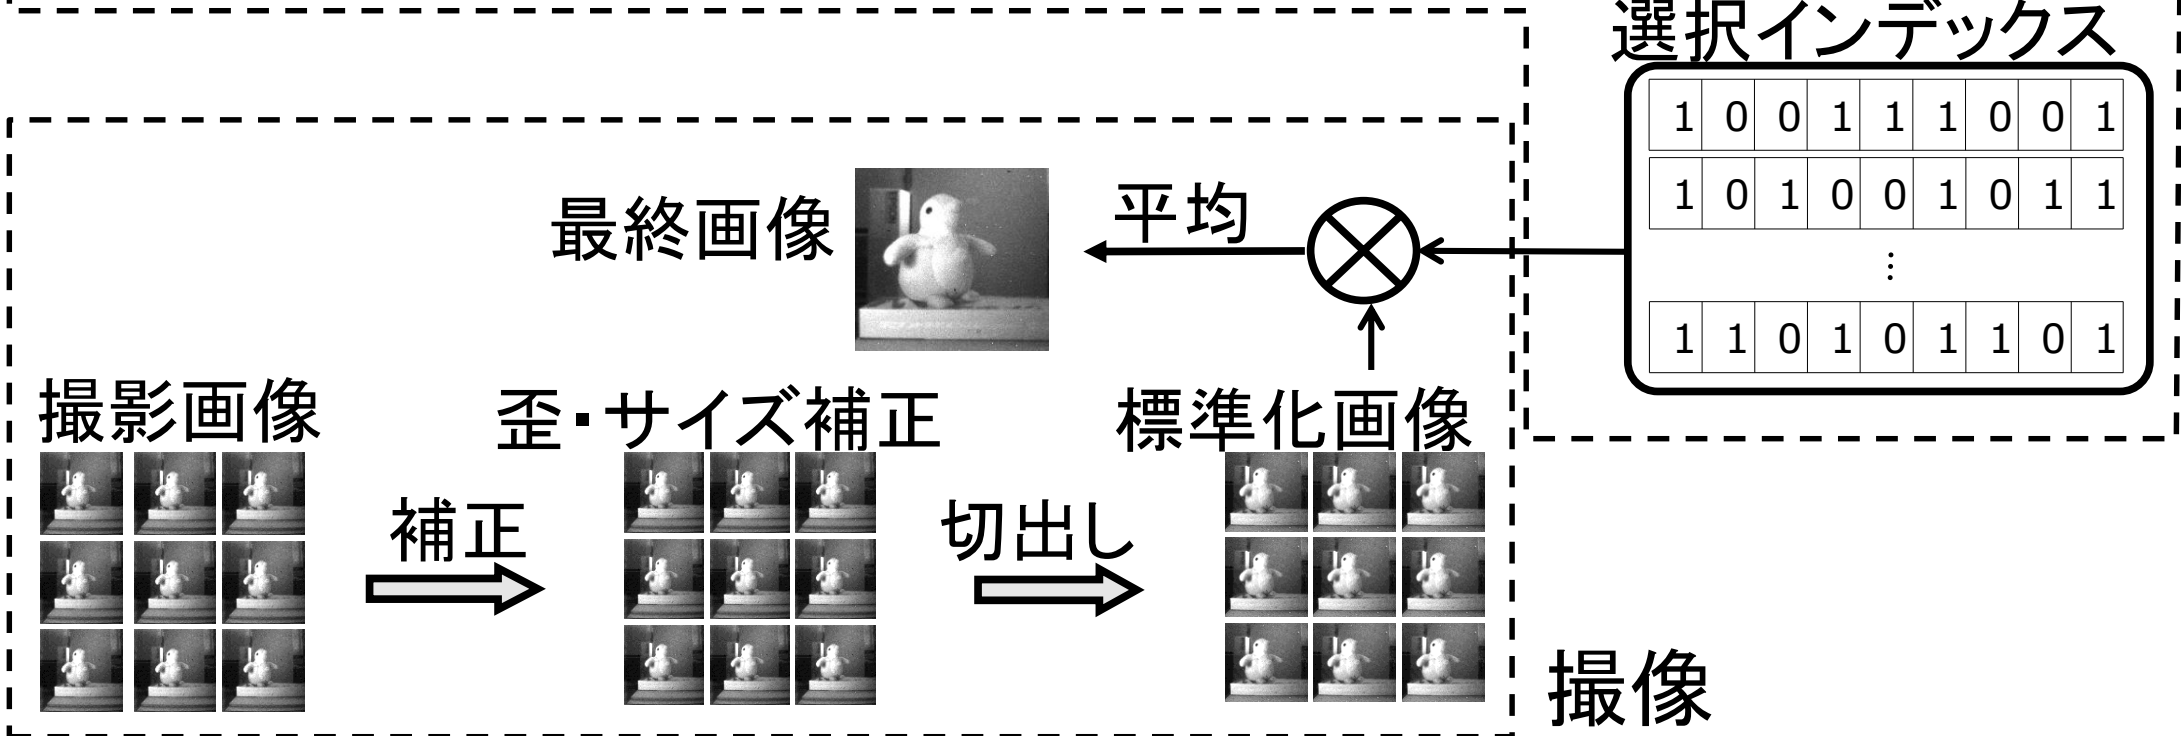 選択インデックス
1 0 0 1 1 1 0 0 1
1 0 1 0 0 1 0 1 1
⋮
1 1 0 1 0 1 1 0 1
平均
最終画像
撮影画像
歪・サイズ補正
標準化画像
補正
切出し
撮像